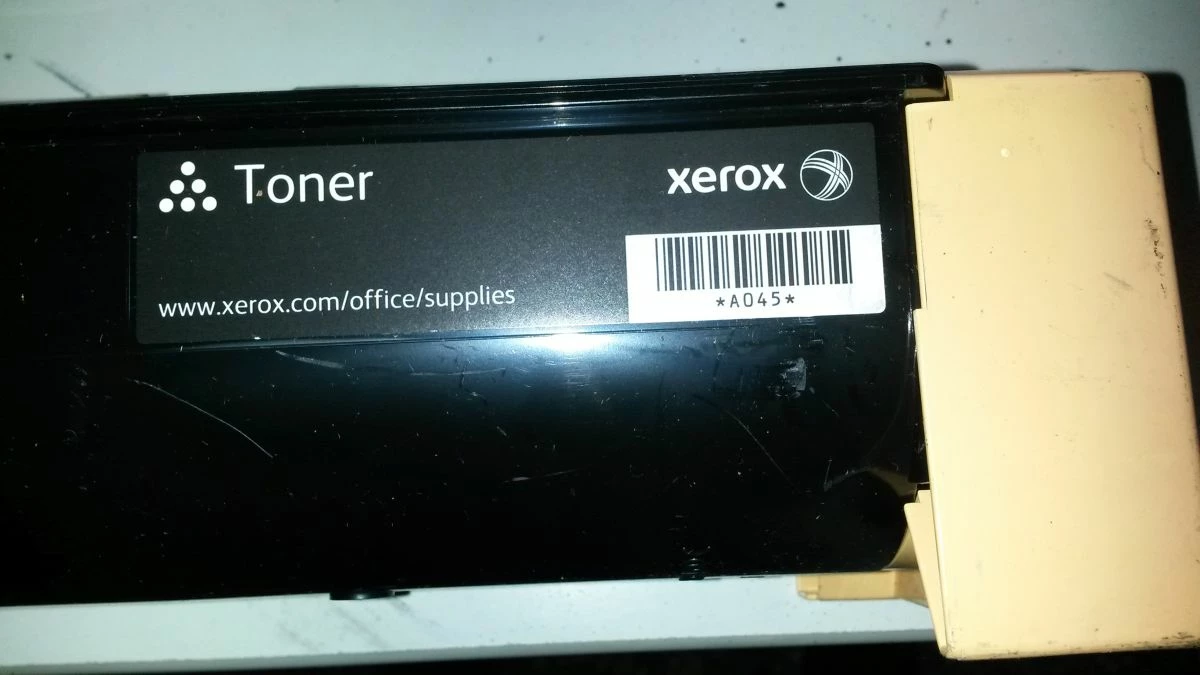 Toner
xerox
www.xerox.com/office/supplies
*A045*